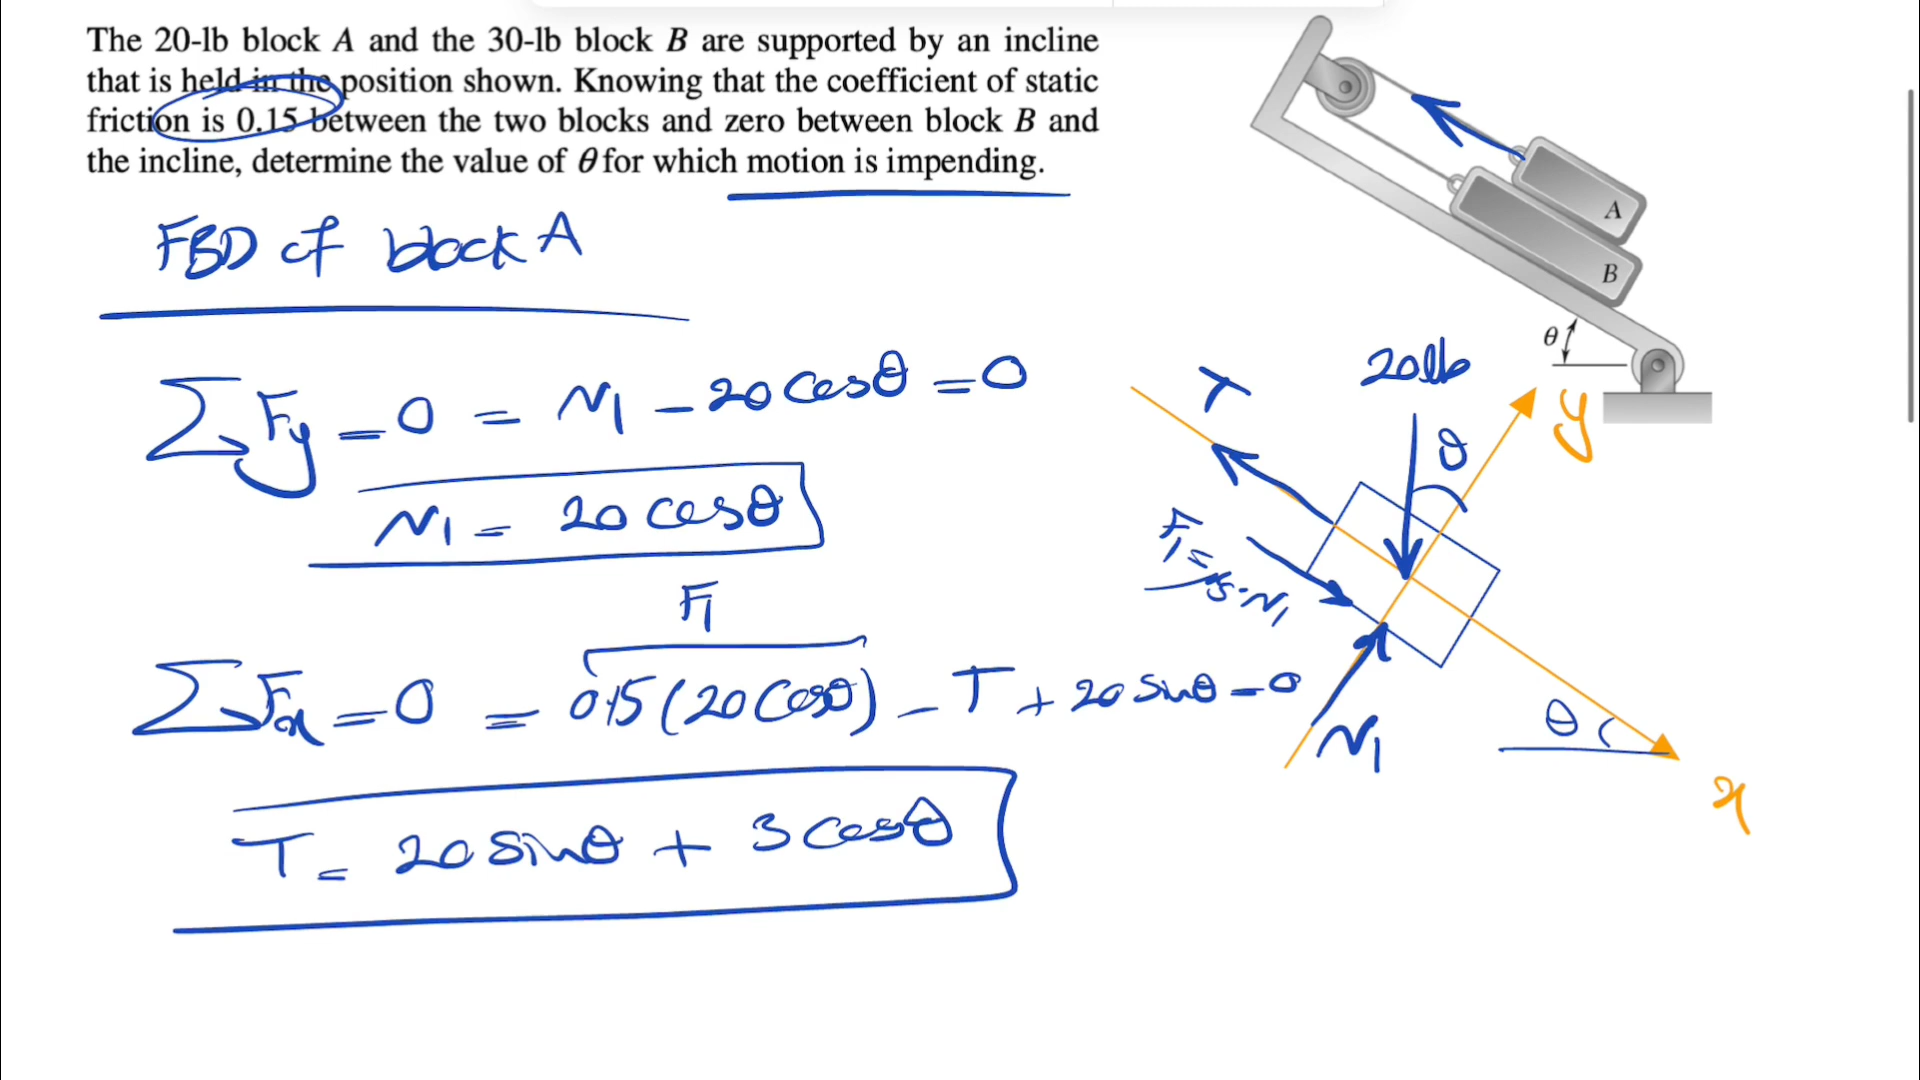 The 20-lb block A and the 30-lb block B are supported by an incline
that is held in the position shown. Knowing that the coefficient of static
friction is 0.15 between the two blocks and zero between block B and
the incline, determine the value of θ for which motion is impending.
A
B
θ
FBD of block A
ΣFy = 0 = N1 - 20 cosθ = 0
N1 = 20 cosθ
F1
ΣFx = 0 = 0.15 (20 cosθ) - T + 20 sinθ = 0
T = 20 sinθ + 3 cosθ
T
20lb
θ
y
N1
θ
x